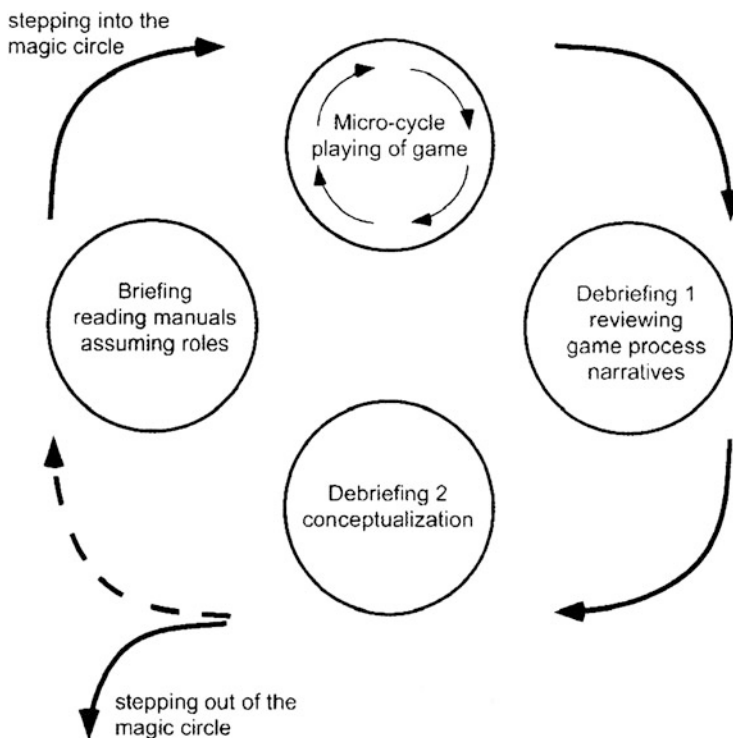 stepping into the
magic circle
Micro-cycle
playing of game
Briefing
reading manuals
assuming roles
Debriefing 1
reviewing
game process
narratives
Debriefing 2
conceptualization
stepping out of the
magic circle